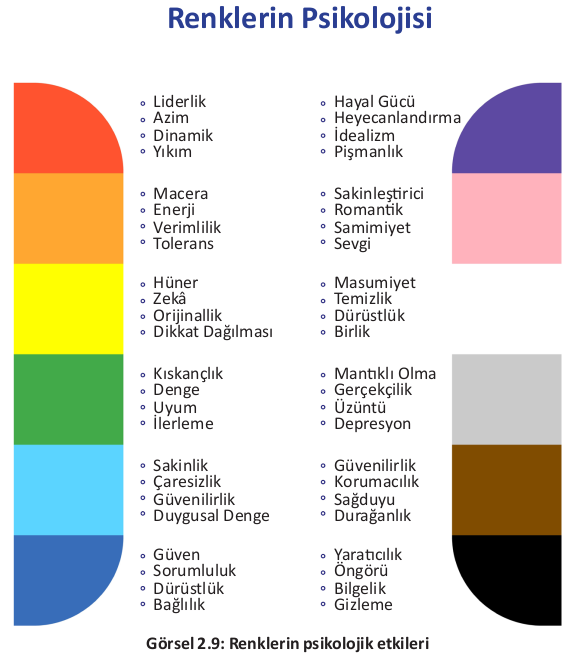 Renklerin Psikolojisi
Liderlik
Azim
Dinamik
Yıkım
Hayal Gücü
Heyecanlandırma
İdealizm
Pişmanlık
Macera
Enerji
Verimlilik
Tolerans
Sakinleştirici
Romantik
Samimiyet
Sevgi
Hüner
Zekâ
Orijinallik
Dikkat Dağılması
Masumiyet
Temizlik
Dürüstlük
Birlik
Kıskançlık
Denge
Uyum
İlerleme
Mantıklı Olma
Gerçekçilik
Üzüntü
Depresyon
Sakinlik
Çaresizlik
Güvenilirlik
Duygusal Denge
Güvenilirlik
Korumacılık
Sağduyu
Durağanlık
Güven
Sorumluluk
Dürüstlük
Bağlılık
Yaratıcılık
Öngörü
Bilgelik
Gizleme
Görsel 2.9: Renklerin psikolojik etkileri